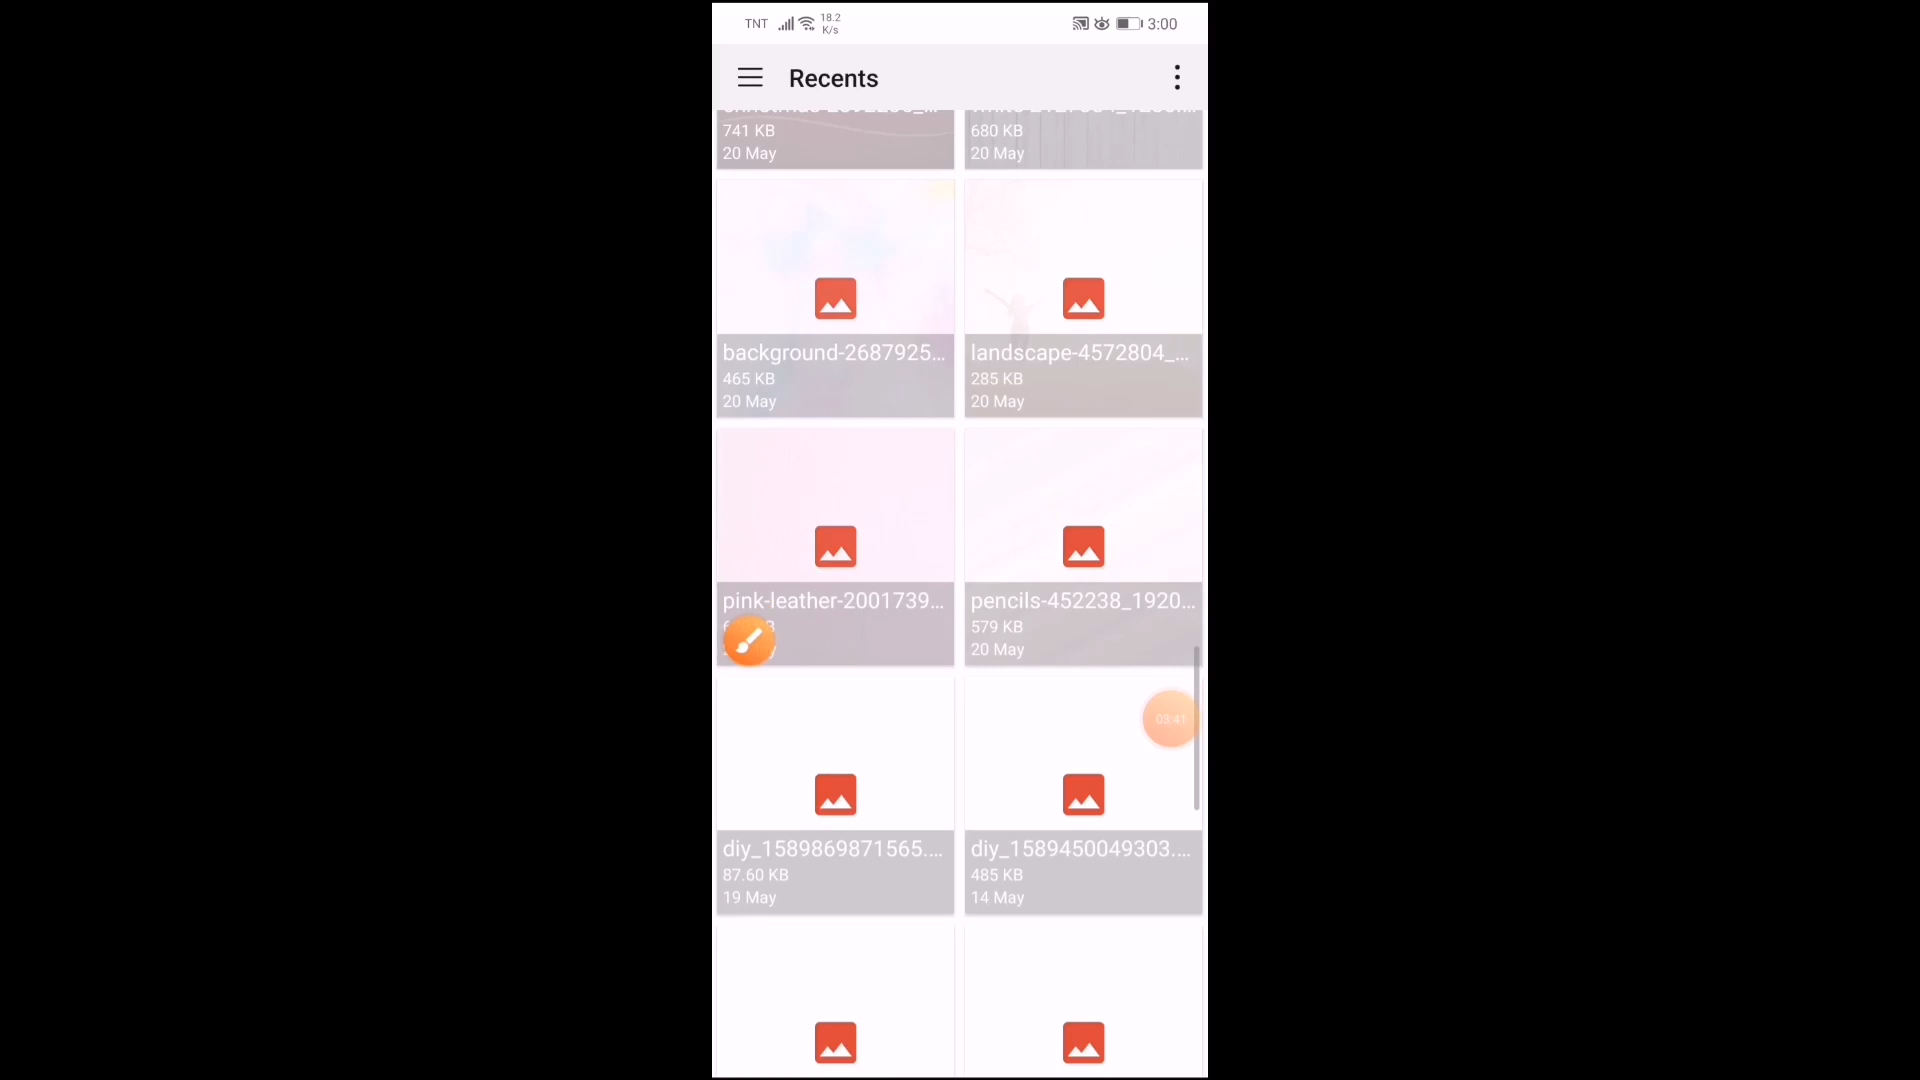 TNT 18.2 K/s 3:00
Recents
741 KB
20 May
680 KB
20 May
background-2687925...
465 KB
20 May
landscape-4572804_...
285 KB
20 May
pink-leather-2001739...
pencils-452238_1920...
579 KB
20 May
03:41
diy_1589869871565....
87.60 KB
19 May
diy_1589450049303....
485 KB
14 May